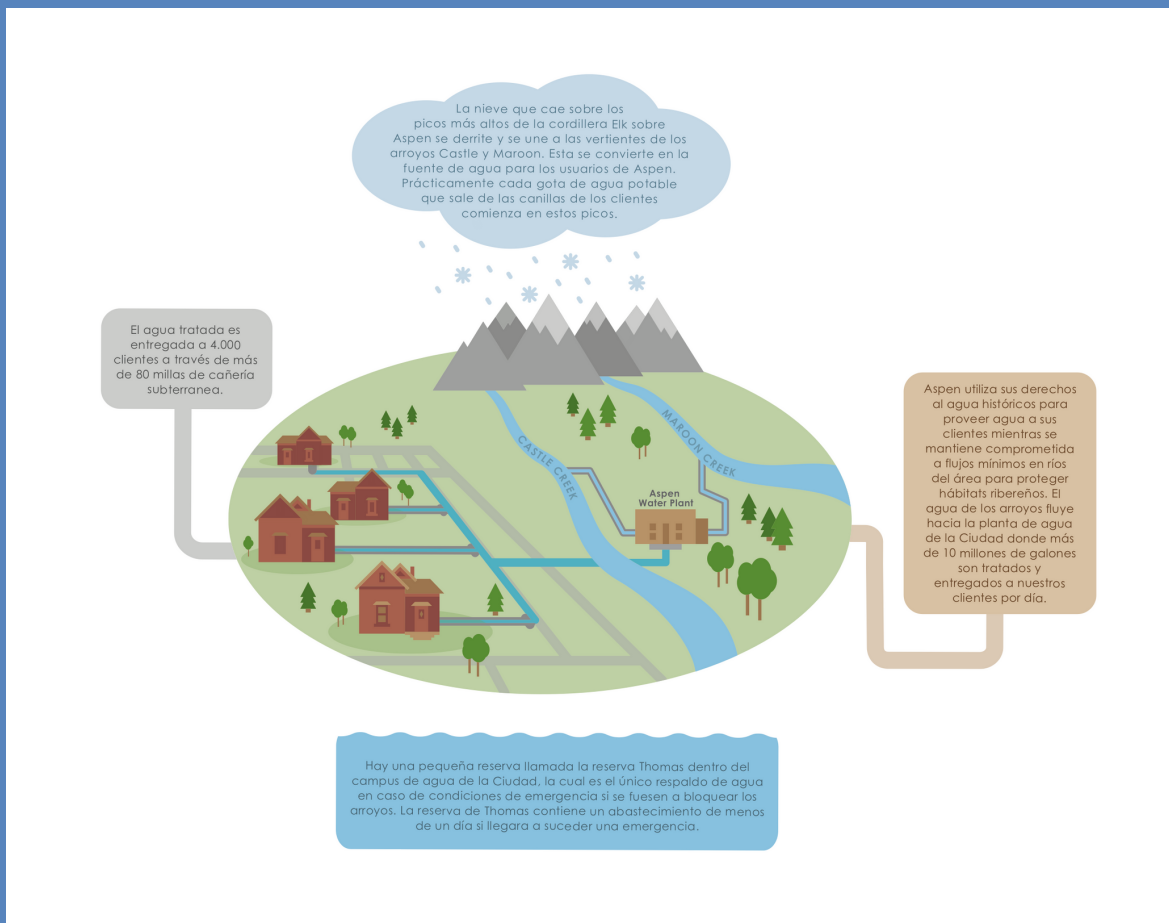 La nieve que cae sobre los
picos más altos de la cordillera Elk sobre
Aspen se derrite y se une a las vertientes de los
arroyos Castle y Maroon. Esta se convierte en la
fuente de agua para los usuarios de Aspen.
Prácticamente cada gota de agua potable
que sale de las canillas de los clientes
comienza en estos picos.
El agua tratada es
entregada a 4.000
clientes a través de más
de 80 millas de cañería
subterranea.
Aspen utiliza sus derechos
al agua históricos para
proveer agua a sus
clientes mientras se
mantiene comprometida
a flujos mínimos en ríos
del área para proteger
hábitats ribereños. El
agua de los arroyos fluye
hacia la planta de agua
de la Ciudad donde más
de 10 millones de galones
son tratados y
entregados a nuestros
clientes por día.
CASTLE CREEK
MAROON CREEK
Aspen
Water Plant
Hay una pequeña reserva llamada la reserva Thomas dentro del
campus de agua de la Ciudad, la cual es el único respaldo de agua
en caso de condiciones de emergencia si se fuesen a bloquear los
arroyos. La reserva de Thomas contiene un abastecimiento de menos
de un día si llegara a suceder una emergencia.